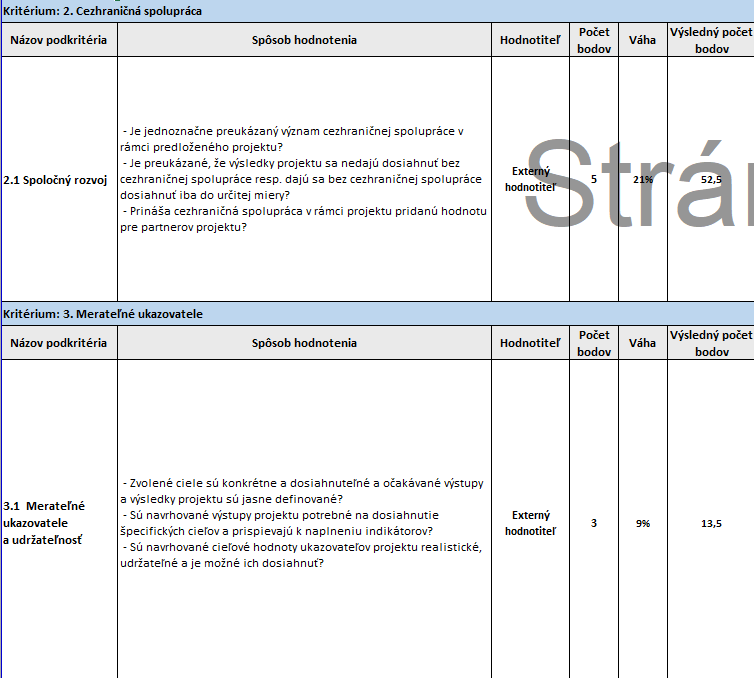 Kritérium: 2. Cezhraničná spolupráca
Názov podkritéria
Spôsob hodnotenia
Hodnotiteľ
Počet
bodov
Váha
Výsledný počet
bodov
2.1 Spoločný rozvoj
- Je jednoznačne preukázaný význam cezhraničnej spolupráce v
rámci predloženého projektu?
- Je preukázané, že výsledky projektu sa nedajú dosiahnuť bez
cezhraničnej spolupráce resp. dajú sa bez cezhraničnej spolupráce
dosiahnuť iba do určitej miery?
- Prináša cezhraničná spolupráca v rámci projektu pridanú hodnotu
pre partnerov projektu?
Externý
hodnotiteľ
5
21%
52,5
Strán
Kritérium: 3. Merateľné ukazovatele
Názov podkritéria
Spôsob hodnotenia
Hodnotiteľ
Počet
bodov
Váha
Výsledný počet
bodov
3.1 Merateľné
ukazovatele
a udržateľnosť
- Zvolené ciele sú konkrétne a dosiahnuteľné a očakávané výstupy
a výsledky projektu sú jasne definované?
- Sú navrhované výstupy projektu potrebné na dosiahnutie
špecifických cieľov a prispievajú k naplneniu indikátorov?
- Sú navrhované cieľové hodnoty ukazovateľov projektu realistické,
udržateľné a je možné ich dosiahnuť?
Externý
hodnotiteľ
3
9%
13,5